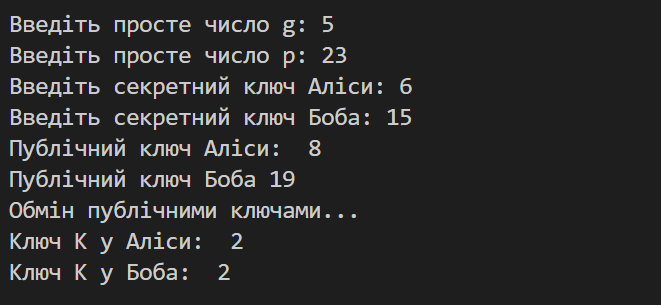 Введіть просте число g: 5
Введіть просте число p: 23
Введіть секретний ключ Аліси: 6
Введіть секретний ключ Боба: 15
Публічний ключ Аліси:  8
Публічний ключ Боба 19
Обмін публічними ключами...
Ключ К у Аліси:  2
Ключ К у Боба:  2